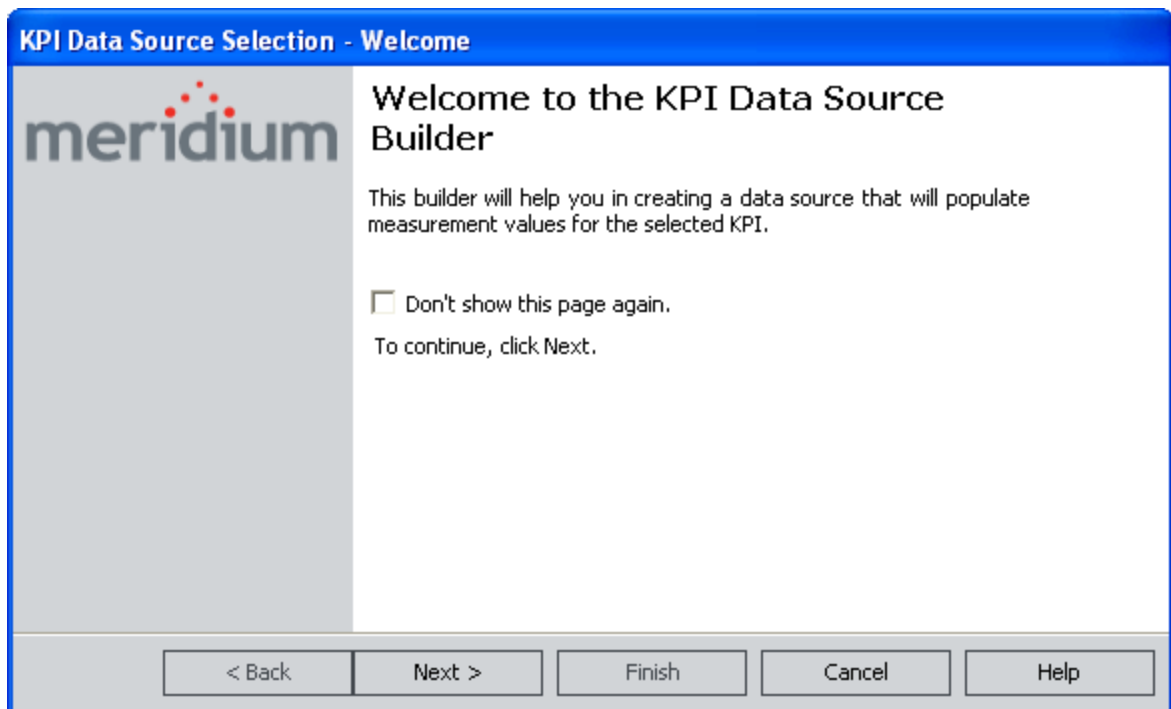 KPI Data Source Selection - Welcome
meridium
Welcome to the KPI Data Source
Builder
This builder will help you in creating a data source that will populate
measurement values for the selected KPI.
Don't show this page again.
To continue, click Next.
< Back
Next >
Finish
Cancel
Help